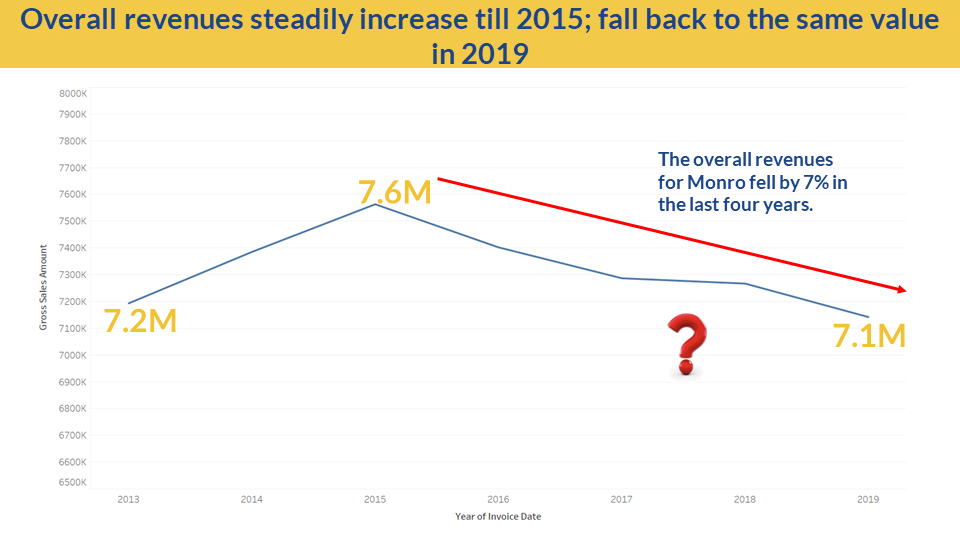 Overall revenues steadily increase till 2015; fall back to the same value
in 2019
8000K
7900K
7800K
7700K
7600K
7500K
7400K
7300K
7200K
7100K
7000K
6900K
6800K
6700K
6600K
6500K
Gross Sales Amount
7.2M
7.6M
7.1M
The overall revenues
for Monro fell by 7% in
the last four years.
?
2013
2014
2015
2016
2017
2018
2019
Year of Invoice Date